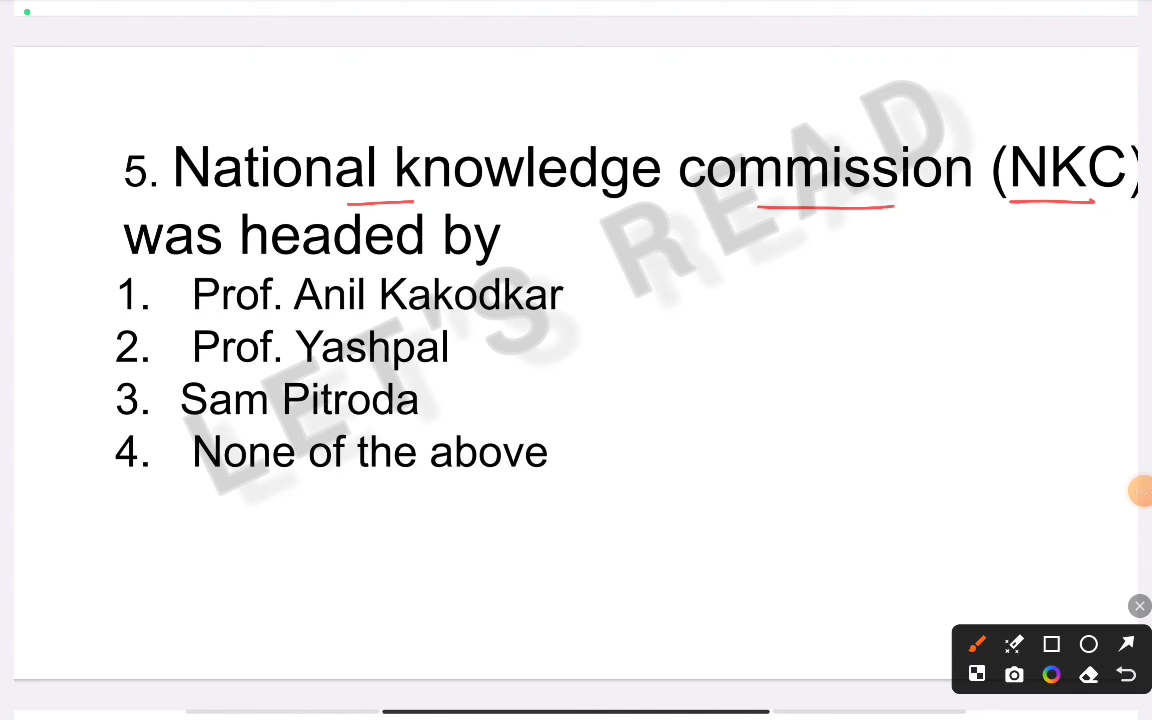 5. National knowledge commission (NKC)
was headed by
1. Prof. Anil Kakodkar
2. Prof. Yashpal
3. Sam Pitroda
4. None of the above
LET'S READ